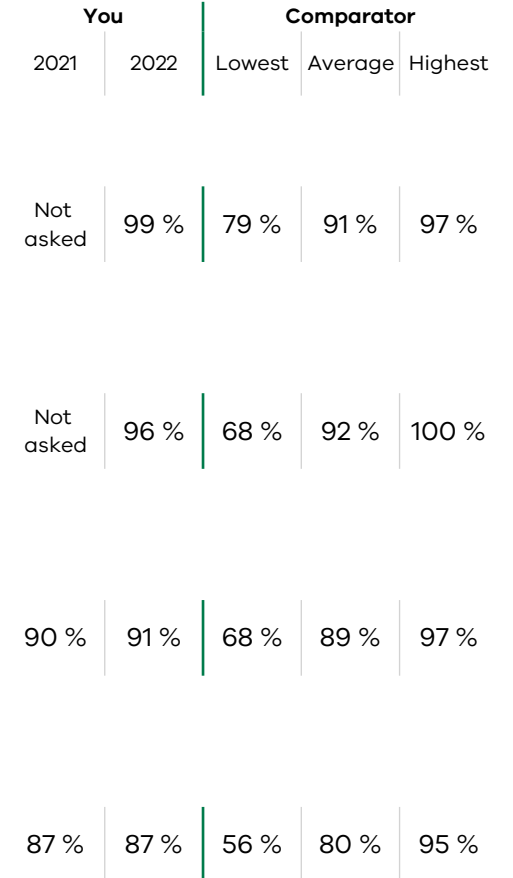 You Comparator
2021 2022 Lowest Average Highest
Not
asked 99 % 79 % 91 % 97 %
Not
asked 96 % 68 % 92 % 100 %
90 % 91 % 68 % 89 % 97 %
87 % 87 % 56 % 80 % 95 %